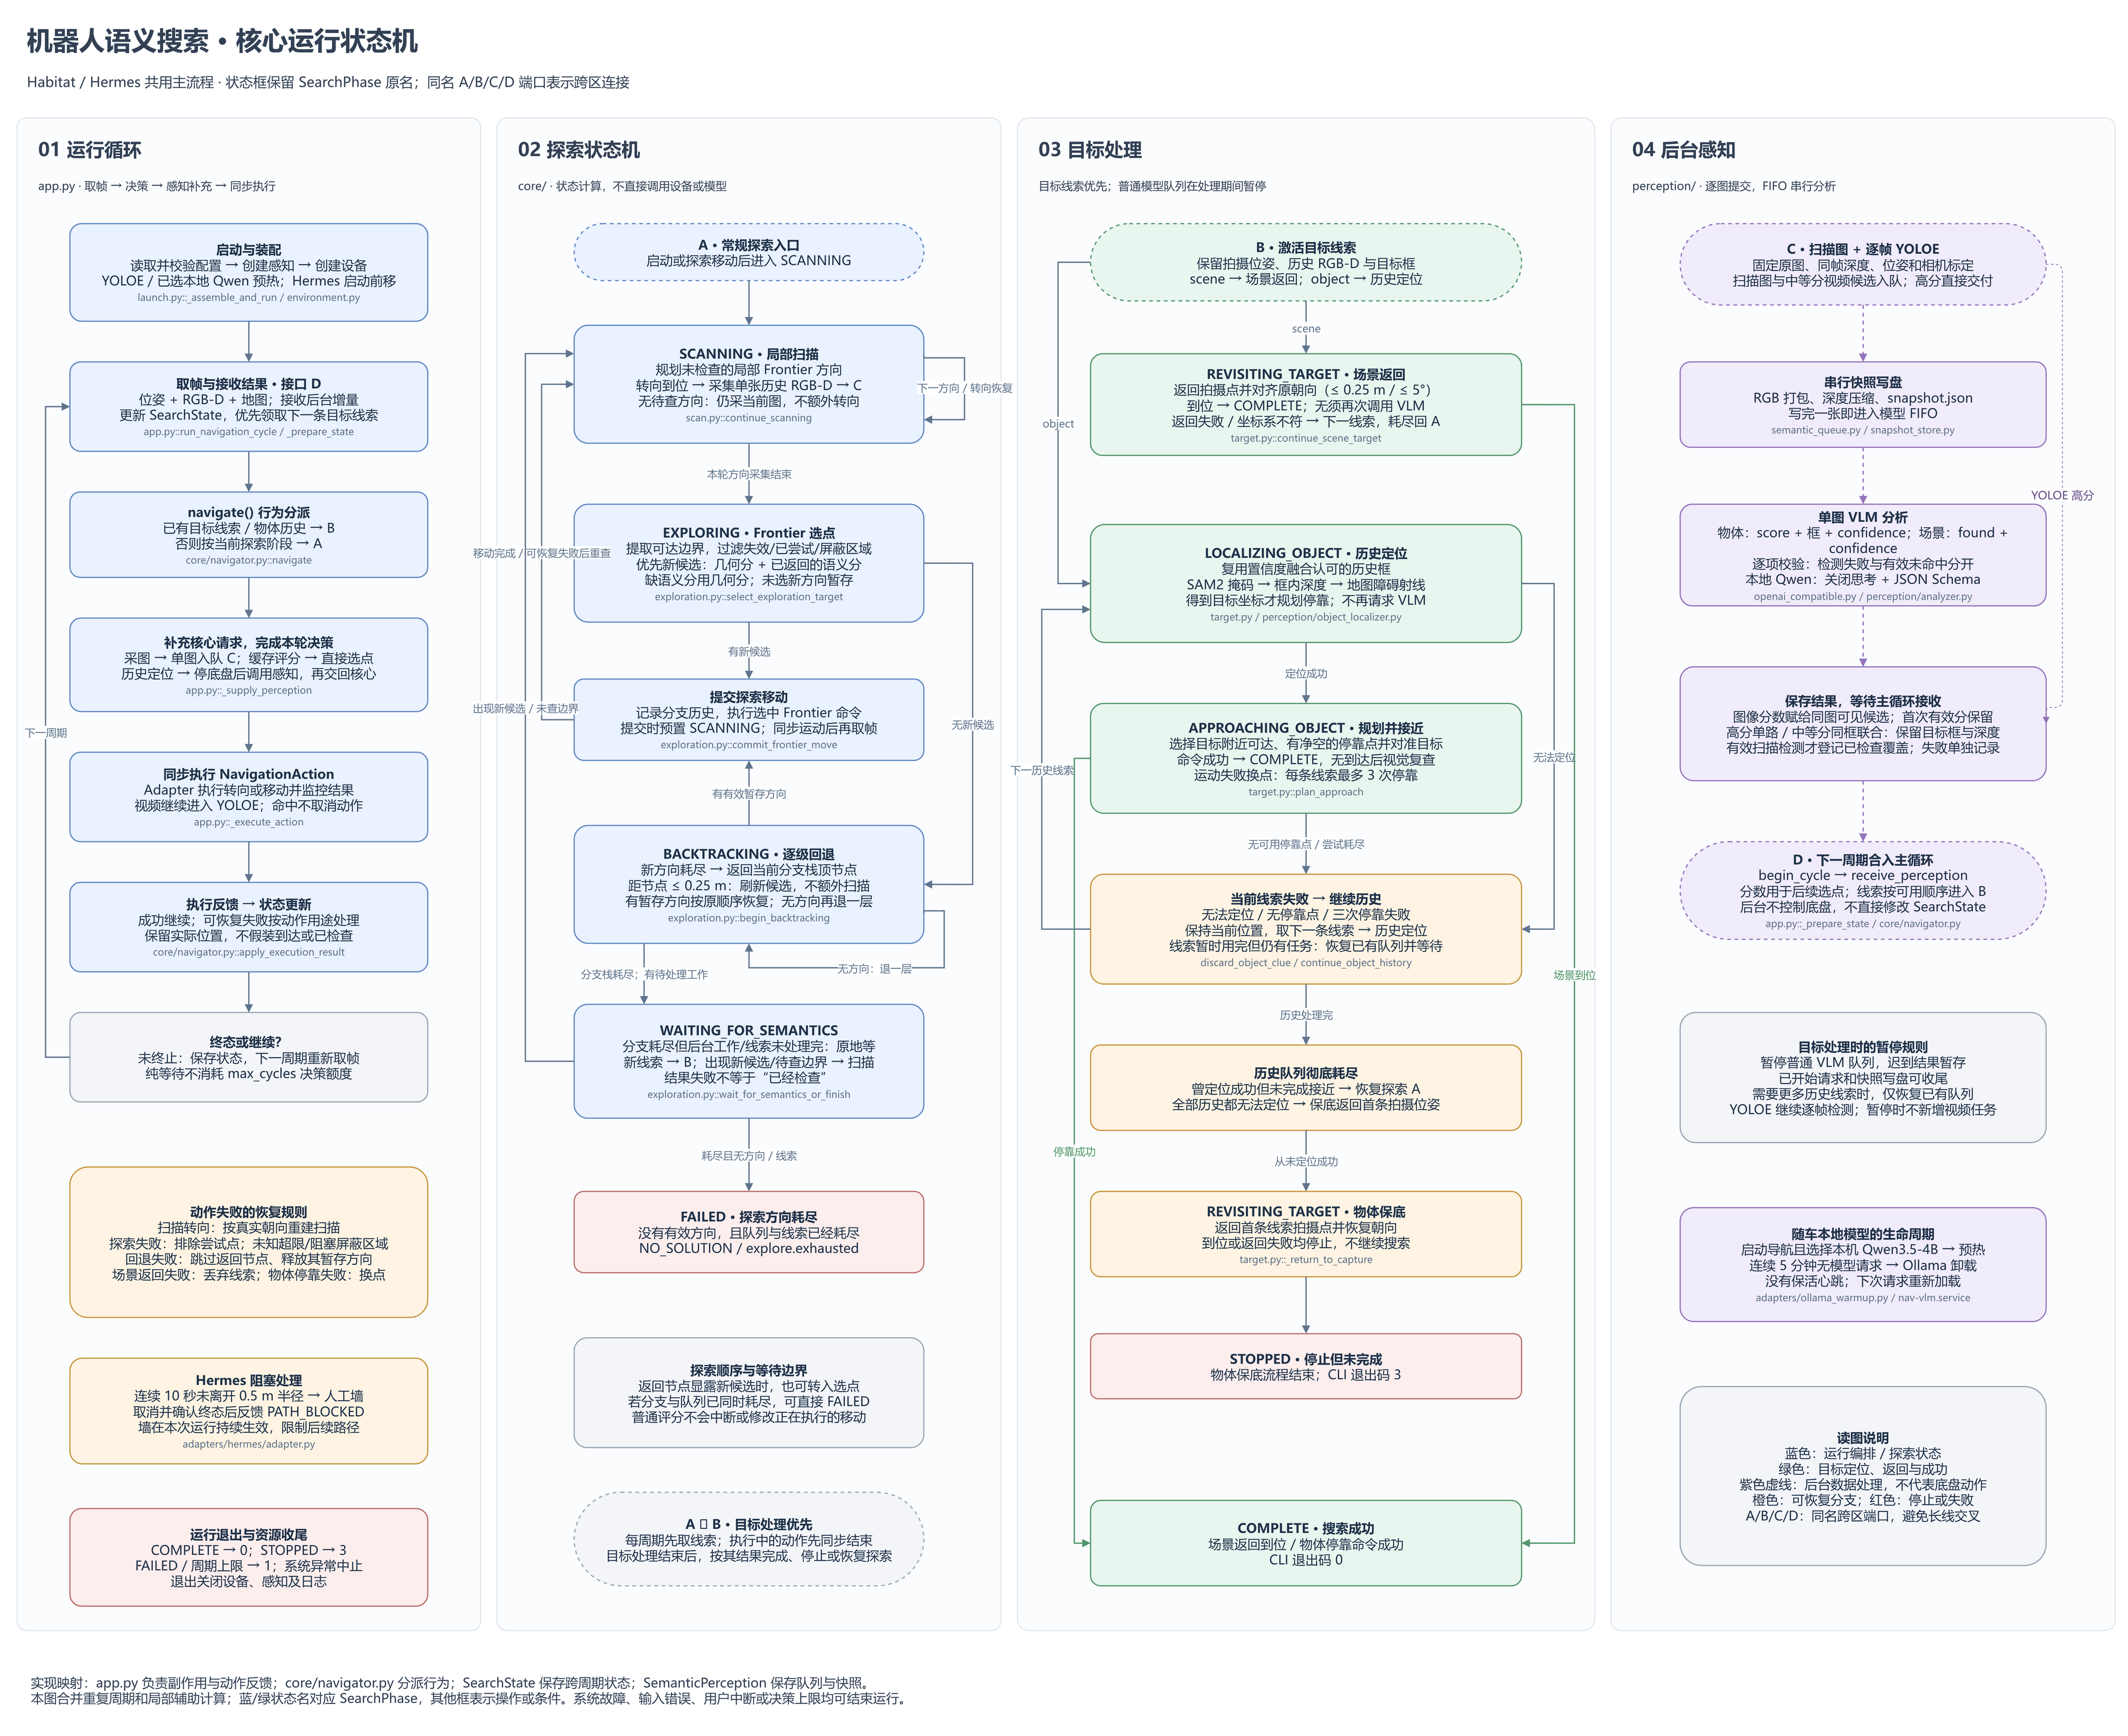 机器人语义搜索 · 核心运行状态机
Habitat / Hermes 共用主流程 · 状态框保留 SearchPhase 原名；同名 A/B/C/D 端口表示跨区连接
01 运行循环
app.py · 取帧 → 决策 → 感知补充 → 同步执行
启动与装配
读取并校验配置 → 创建感知 → 创建设备
YOLOE / 已选本地 Qwen 预热；Hermes 启动前移
launch.py::_assemble_and_run / environment.py
取帧与接收结果 · 接口 D
位姿 + RGB-D + 地图；接收后台增量
更新 SearchState，优先领取下一条目标线索
app.py::run_navigation_cycle / _prepare_state
navigate() 行为分派
已有目标线索 / 物体历史 → B
否则按当前探索阶段 → A
core/navigator.py::navigate
补充核心请求，完成本轮决策
采图 → 单图入队 C；缓存评分 → 直接选点
历史定位 → 停底盘后调用感知，再交回核心
app.py::_supply_perception
下一周期
同步执行 NavigationAction
Adapter 执行转向或移动并监控结果
视频继续进入 YOLOE；命中不取消动作
app.py::_execute_action
执行反馈 → 状态更新
成功继续；可恢复失败按动作用途处理
保留实际位置，不假装到达或已检查
core/navigator.py::apply_execution_result
终态或继续？
未终止：保存状态，下一周期重新取帧
纯等待不消耗 max_cycles 决策额度
动作失败的恢复规则
扫描转向：按真实朝向重建扫描
探索失败：排除尝试点；未知超限/阻塞屏蔽区域
回退失败：跳过返回节点、释放其暂存方向
场景返回失败：丢弃线索；物体停靠失败：换点
Hermes 阻塞处理
连续 10 秒未离开 0.5 m 半径 → 人工墙
取消并确认终态后反馈 PATH_BLOCKED
墙在本次运行持续生效，限制后续路径
adapters/hermes/adapter.py
运行退出与资源收尾
COMPLETE → 0；STOPPED → 3
FAILED / 周期上限 → 1；系统异常中止
退出关闭设备、感知及日志
02 探索状态机
core/ · 状态计算，不直接调用设备或模型
A · 常规探索入口
启动或探索移动后进入 SCANNING
SCANNING · 局部扫描
规划未检查的局部 Frontier 方向
转向到位 → 采集单张历史 RGB-D → C
无待查方向：仍采当前图，不额外转向
scan.py::continue_scanning
下一方向 / 转向恢复
本轮方向采集结束
EXPLORING · Frontier 选点
提取可达边界，过滤失效/已尝试/屏蔽区域
优先新候选：几何分 + 已返回的语义分
缺语义分用几何分；未选新方向暂存
exploration.py::select_exploration_target
移动完成 / 可恢复失败后重查
有新候选
提交探索移动
记录分支历史，执行选中 Frontier 命令
提交时预置 SCANNING；同步运动后再取帧
exploration.py::commit_frontier_move
出现新候选 / 未查边界
无新候选
有有效暂存方向
BACKTRACKING · 逐级回退
新方向耗尽 → 返回当前分支栈顶节点
距节点 ≤ 0.25 m：刷新候选，不额外扫描
有暂存方向按原顺序恢复；无方向再退一层
exploration.py::begin_backtracking
无方向：退一层
分支栈耗尽；有待处理工作
WAITING_FOR_SEMANTICS
分支耗尽但后台工作/线索未处理完：原地等
新线索 → B；出现新候选/待查边界 → 扫描
结果失败不等于“已经检查”
exploration.py::wait_for_semantics_or_finish
耗尽且无方向 / 线索
FAILED · 探索方向耗尽
没有有效方向，且队列与线索已经耗尽
NO_SOLUTION / explore.exhausted
探索顺序与等待边界
返回节点显露新候选时，也可转入选点
若分支与队列已同时耗尽，可直接 FAILED
普通评分不会中断或修改正在执行的移动
A ▯ B · 目标处理优先
每周期先取线索；执行中的动作先同步结束
目标处理结束后，按其结果完成、停止或恢复探索
03 目标处理
目标线索优先；普通模型队列在处理期间暂停
B · 激活目标线索
保留拍摄位姿、历史 RGB-D 与目标框
scene → 场景返回；object → 历史定位
scene
REVISITING_TARGET · 场景返回
返回拍摄点并对齐原朝向（≤ 0.25 m / ≤ 5°）
到位 → COMPLETE；无须再次调用 VLM
返回失败 / 坐标系不符 → 下一线索，耗尽回 A
target.py::continue_scene_target
object
LOCALIZING_OBJECT · 历史定位
复用置信度融合认可的历史框
SAM2 掩码 → 框内深度 → 地图障碍射线
得到目标坐标才规划停靠；不再请求 VLM
target.py / perception/object_localizer.py
定位成功
APPROACHING_OBJECT · 规划并接近
选择目标附近可达、有净空的停靠点并对准目标
命令成功 → COMPLETE，无到达后视觉复查
运动失败换点：每条线索最多 3 次停靠
target.py::plan_approach
下一历史线索
无法定位
无可用停靠点 / 尝试耗尽
当前线索失败 → 继续历史
无法定位 / 无停靠点 / 三次停靠失败
保持当前位置，取下一条线索 → 历史定位
线索暂时用完但仍有任务：恢复已有队列并等待
discard_object_clue / continue_object_history
场景到位
历史处理完
历史队列彻底耗尽
曾定位成功但未完成接近 → 恢复探索 A
全部历史都无法定位 → 保底返回首条拍摄位姿
停靠成功
从未定位成功
REVISITING_TARGET · 物体保底
返回首条线索拍摄点并恢复朝向
到位或返回失败均停止，不继续搜索
target.py::_return_to_capture
STOPPED · 停止但未完成
物体保底流程结束；CLI 退出码 3
COMPLETE · 搜索成功
场景返回到位 / 物体停靠命令成功
CLI 退出码 0
04 后台感知
perception/ · 逐图提交，FIFO 串行分析
C · 扫描图 + 逐帧 YOLOE
固定原图、同帧深度、位姿和相机标定
扫描图与中等分视频候选入队；高分直接交付
串行快照写盘
RGB 打包、深度压缩、snapshot.json
写完一张即进入模型 FIFO
semantic_queue.py / snapshot_store.py
YOLOE 高分
单图 VLM 分析
物体：score + 框 + confidence；场景：found +
confidence
逐项校验：检测失败与有效未命中分开
本地 Qwen：关闭思考 + JSON Schema
openai_compatible.py / perception/analyzer.py
保存结果，等待主循环接收
图像分数赋给同图可见候选；首次有效分保留
高分单路 / 中等分同框联合：保留目标框与深度
有效扫描检测才登记已检查覆盖；失败单独记录
D · 下一周期合入主循环
begin_cycle → receive_perception
分数用于后续选点；线索按可用顺序进入 B
后台不控制底盘，不直接修改 SearchState
app.py::_prepare_state / core/navigator.py
目标处理时的暂停规则
暂停普通 VLM 队列，迟到结果暂存
已开始请求和快照写盘可收尾
需要更多历史线索时，仅恢复已有队列
YOLOE 继续逐帧检测；暂停时不新增视频任务
随车本地模型的生命周期
启动导航且选择本机 Qwen3.5-4B → 预热
连续 5 分钟无模型请求 → Ollama 卸载
没有保活心跳；下次请求重新加载
adapters/ollama_warmup.py / nav-vlm.service
读图说明
蓝色：运行编排 / 探索状态
绿色：目标定位、返回与成功
紫色虚线：后台数据处理，不代表底盘动作
橙色：可恢复分支；红色：停止或失败
A/B/C/D：同名跨区端口，避免长线交叉
实现映射：app.py 负责副作用与动作反馈；core/navigator.py 分派行为；SearchState 保存跨周期状态；SemanticPerception 保存队列与快照。
本图合并重复周期和局部辅助计算；蓝/绿状态名对应 SearchPhase，其他框表示操作或条件。系统故障、输入错误、用户中断或决策上限均可结束运行。